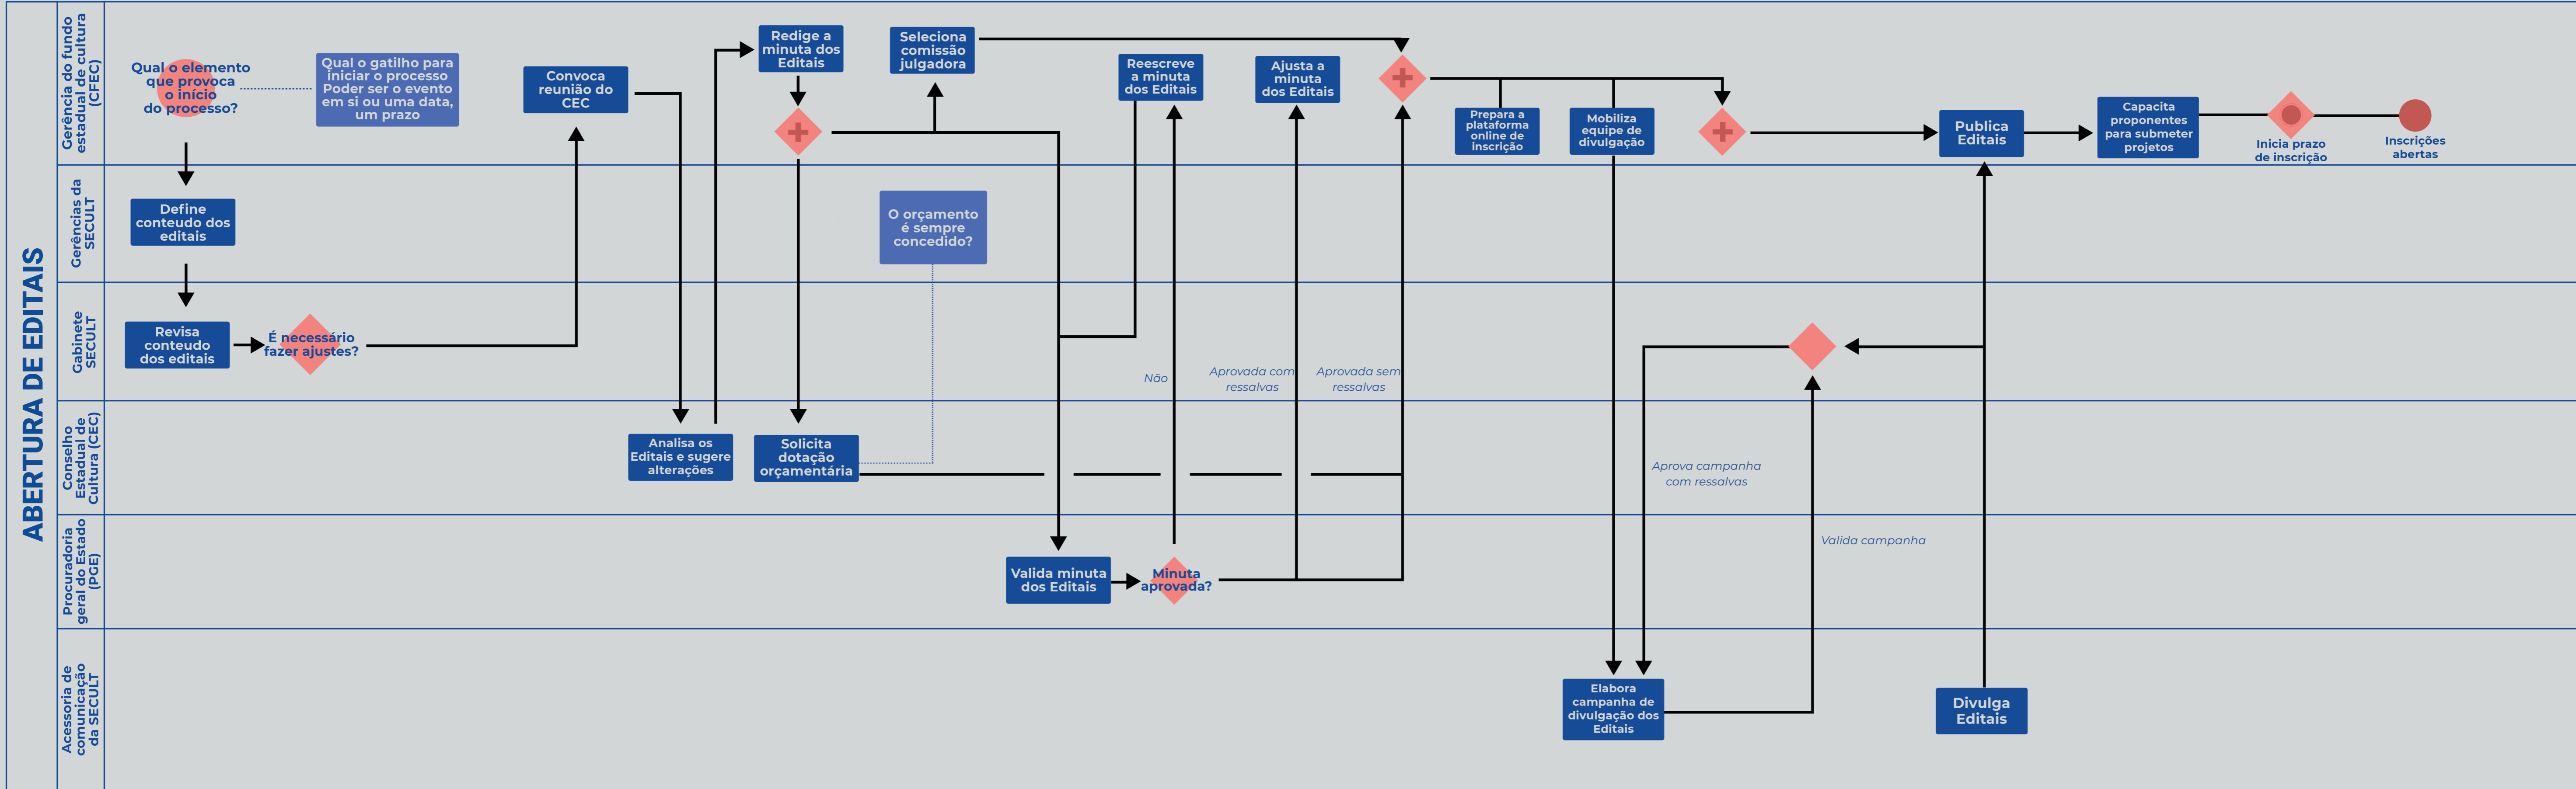 ABERTURA DE EDITAIS
Gerência do fundo
estadual de cultura
(CFEC)
Qual o elemento
que provoca
o início
do processo?
Qual o gatilho para
iniciar o processo
Poder ser o evento
em si ou uma data,
um prazo
Convoca
reunião do
CEC
Redige a
minuta dos
Editais
Seleciona
comissão
julgadora
Reescreve
a minuta
dos Editais
Ajusta a
minuta
dos Editais
Prepara a
plataforma
online de
inscrição
Mobiliza
equipe de
divulgação
Publica
Editais
Capacita
proponentes
para submeter
projetos
Inicia prazo
de inscrição
Inscrições
abertas
Gerências da
SECULT
Define
conteudo dos
editais
O orçamento
é sempre
concedido?
Gabinete
SECULT
Revisa
conteudo
dos editais
É necessário
fazer ajustes?
Não
Aprovada com
ressalvas
Aprovada sem
ressalvas
Conselho
Estadual de
Cultura (CEC)
Analisa os
Editais e sugere
alterações
Solicita
dotação
orçamentária
Aprova campanha
com ressalvas
Procuradoria
geral do Estado
(PGE)
Valida minuta
dos Editais
Minuta
aprovada?
Valida campanha
Acessoria de
comunicação
da SECULT
Elabora
campanha de
divulgação dos
Editais
Divulga
Editais